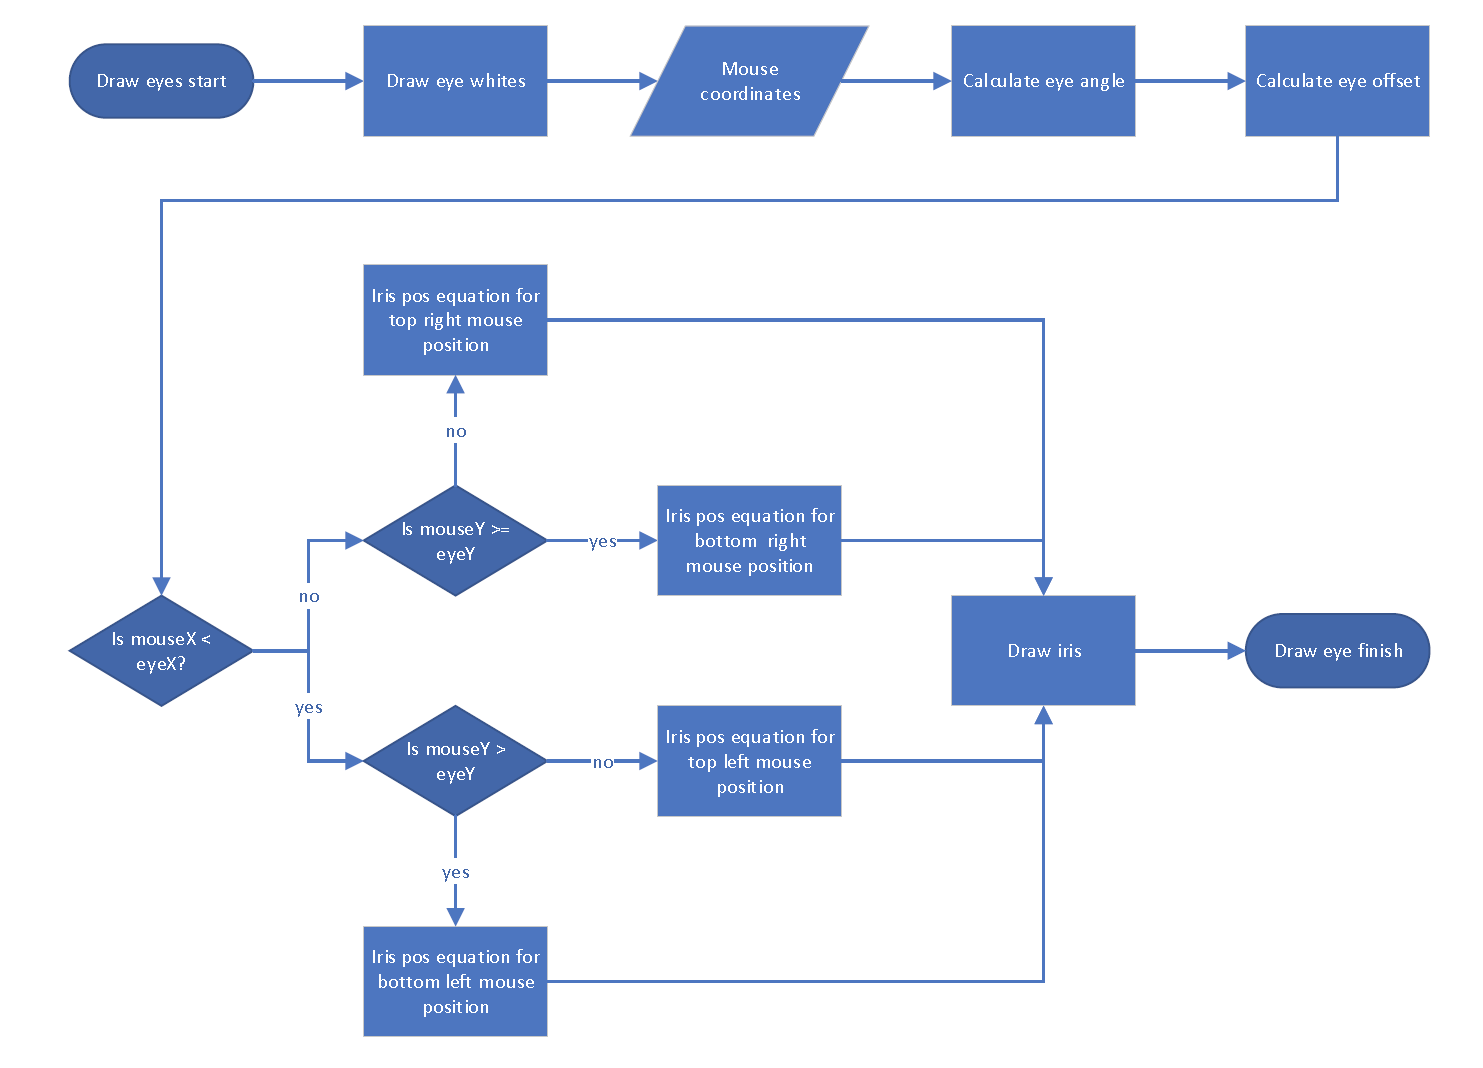 Draw eyes start
Draw eye whites
Mouse
coordinates
Calculate eye angle
Calculate eye offset
Iris pos equation for
top right mouse
position
no
Is mouseY >=
eyeY
yes
Iris pos equation for
bottom  right
mouse position
no
Is mouseX <
eyeX?
yes
Draw iris
Draw eye finish
Is mouseY >
eyeY
no
Iris pos equation for
top left mouse
position
yes
Iris pos equation for
bottom left mouse
position